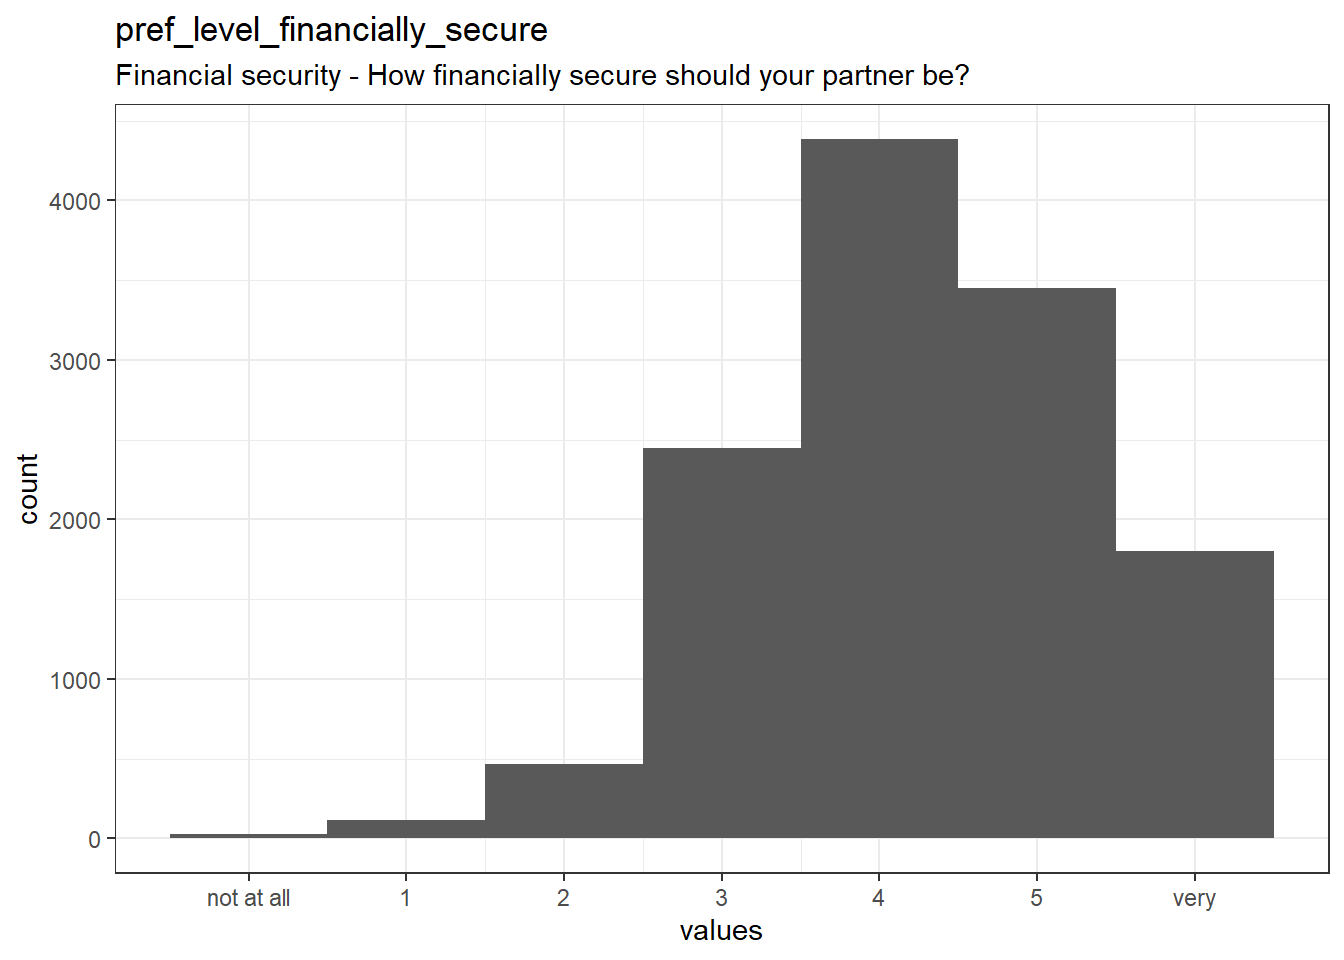 pref_level_financially_secure
Financial security - How financially secure should your partner be?
count
4000
3000
2000
1000
0
not at all 1 2 3 4 5 very
values